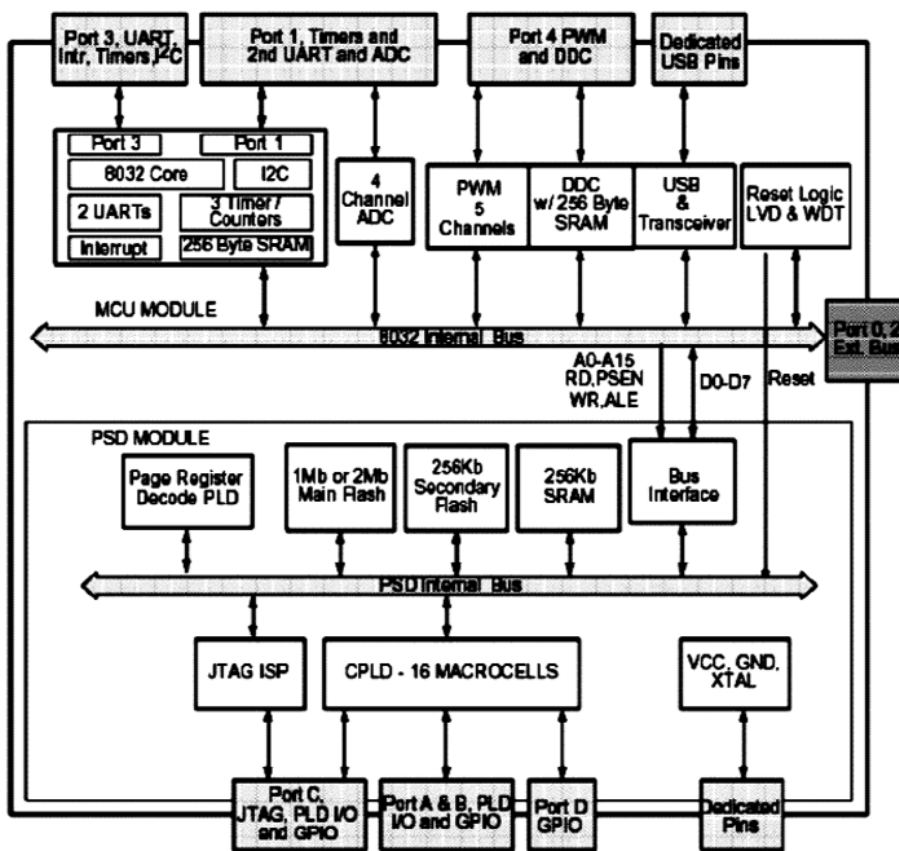 Port 3, UART,
Intr, Timers,I2C
Port 1, Timers and
2nd UART and ADC
Port 4 PWM
and DDC
Dedicated
USB Pins
Port 3
Port 1
8032 Core
I2C
2 UARTs
3 Timer /
Counters
Interrupt
256 Byte SRAM
4
Channel
ADC
PWM
5
Channels
DDC
w/ 256 Byte
SRAM
USB
&
Transceiver
Reset Logic
LVD & WDT
MCU MODULE
8032 Internal Bus
Port 0, 2
Ext. Bus
A0-A15
RD,PSEN
WR,ALE
D0-D7
Reset
PSD MODULE
Page Register
Decode PLD
1Mb or 2Mb
Main Flash
256Kb
Secondary
Flash
256Kb
SRAM
Bus
Interface
PSD Internal Bus
JTAG ISP
CPLD - 16 MACROCELLS
VCC, GND,
XTAL
Port C,
JTAG, PLD I/O
and GPIO
Port A & B, PLD
I/O and GPIO
Port D
GPIO
Dedicated
Pins